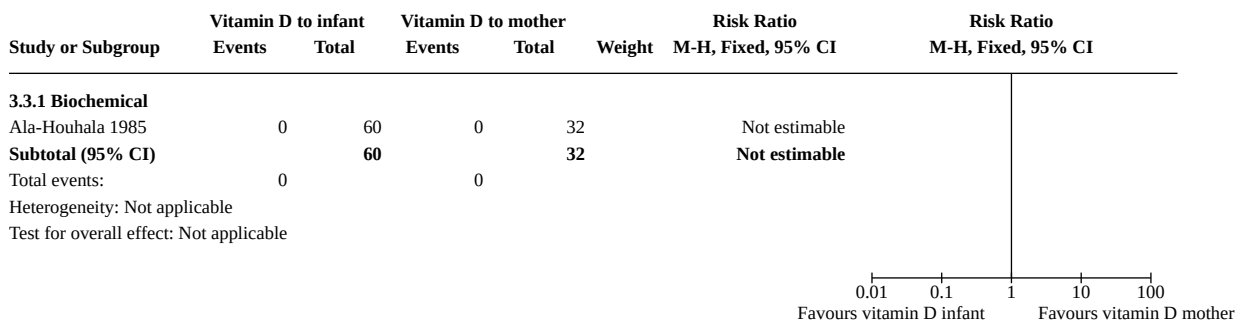 Vitamin D to infant Vitamin D to mother Risk Ratio Risk Ratio
Study or Subgroup Events Total Events Total Weight M-H, Fixed, 95% CI M-H, Fixed, 95% CI
3.3.1 Biochemical
Ala-Houhala 1985 0 60 0 32 Not estimable
Subtotal (95% CI) 60 32 Not estimable
Total events: 0 0
Heterogeneity: Not applicable
Test for overall effect: Not applicable
0.01 0.1 1 10 100
Favours vitamin D infant Favours vitamin D mother